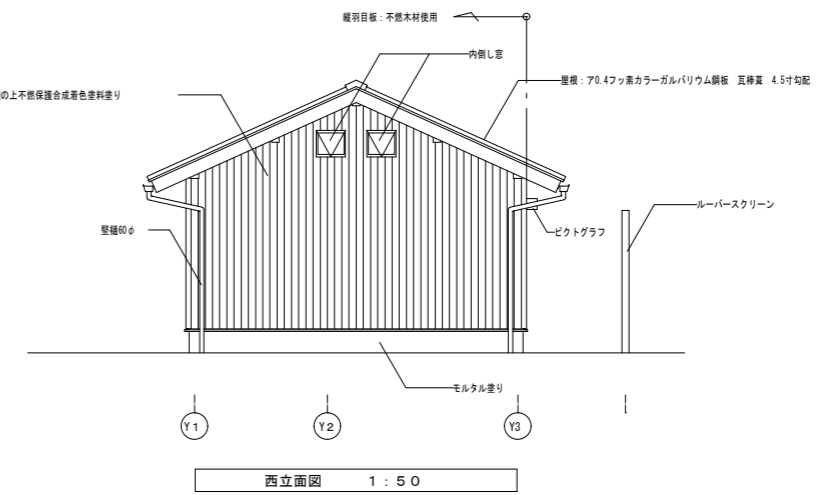 縦羽目板：不燃木材使用
内倒し窓
屋根：ア0.4フッ素カラーガルバリウム鋼板　瓦棒葺　4.5寸勾配
の上不燃保護合成着色塗料塗り
ルーバースクリーン
竪樋60φ
ピクトグラフ
モルタル塗り
Y1
Y2
Y3
西立面図　1：50